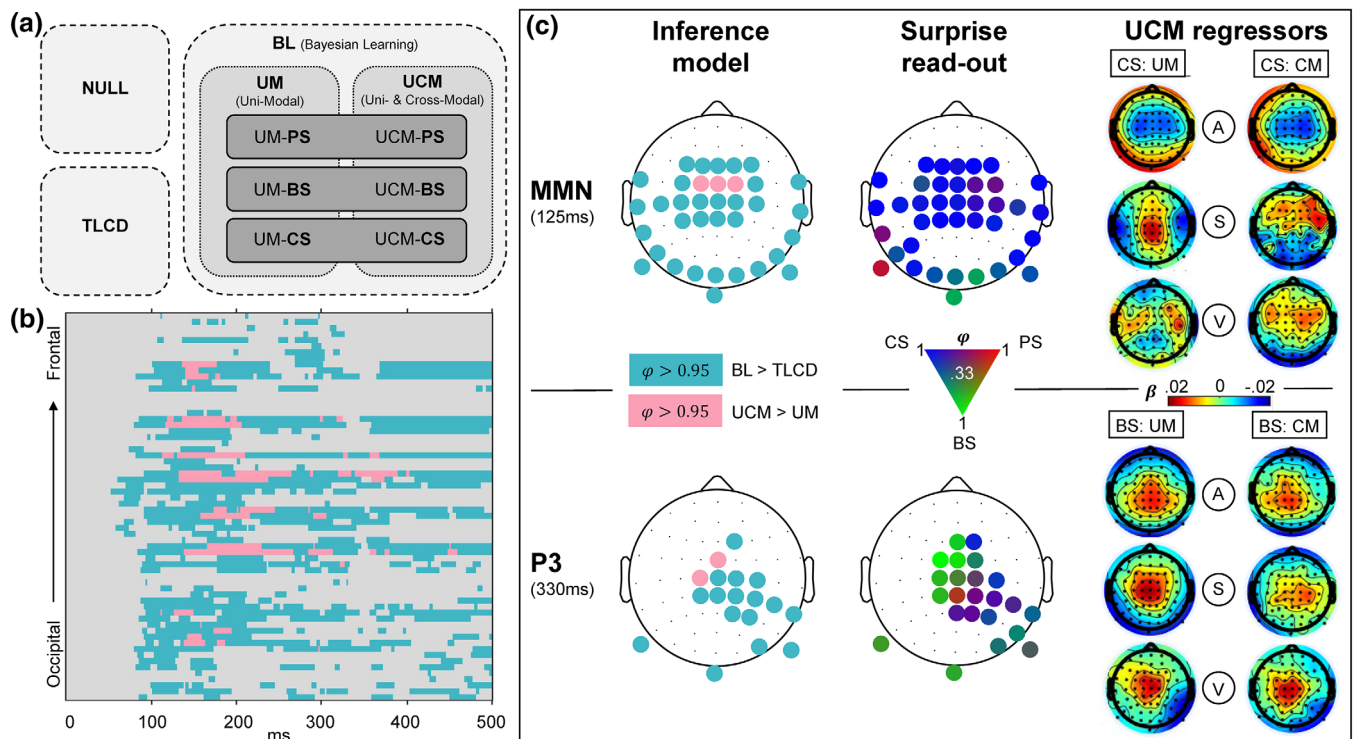 (a)
NULL
TLCD
BL (Bayesian Learning)
UM
(Uni-Modal)
UCM
(Uni- & Cross-Modal)
UM-PS
UCM-PS
UM-BS
UCM-BS
UM-CS
UCM-CS
(b)
Frontal
Occipital
0
100
200
300
400
500
ms
(c)
Inference
model
Surprise
read-out
UCM regressors
CS: UM
CS: CM
A
S
V
MMN
(125ms)
φ > 0.95
BL > TLCD
φ > 0.95
UCM > UM
CS
φ
PS
1
1
.33
1
BS
β
.02
0
-.02
BS: UM
BS: CM
A
S
V
P3
(330ms)